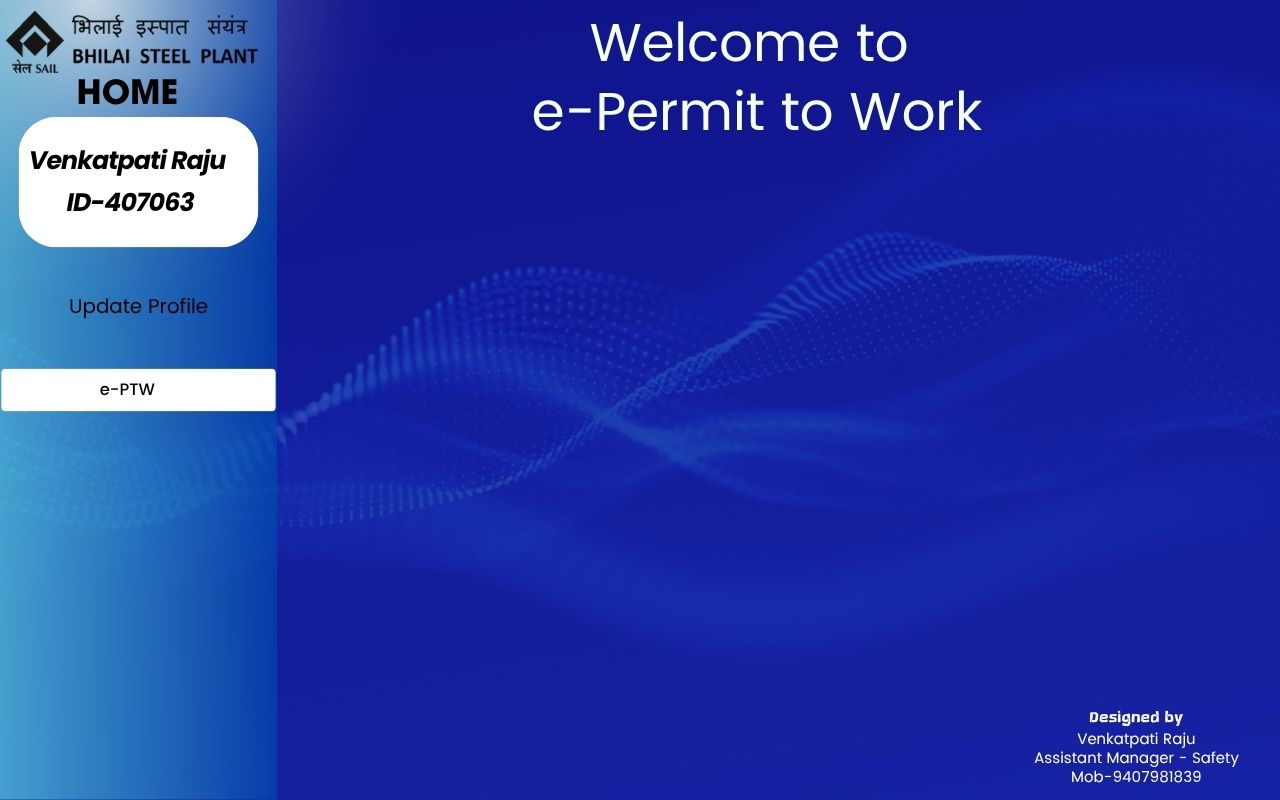 भिलाई इस्पात संयंत्र
BHILAI STEEL PLANT
सेल SAIL
HOME
Venkatpati Raju
ID-407063
Update Profile
e-PTW
Welcome to
e-Permit to Work
Designed by
Venkatpati Raju
Assistant Manager - Safety
Mob-9407981839